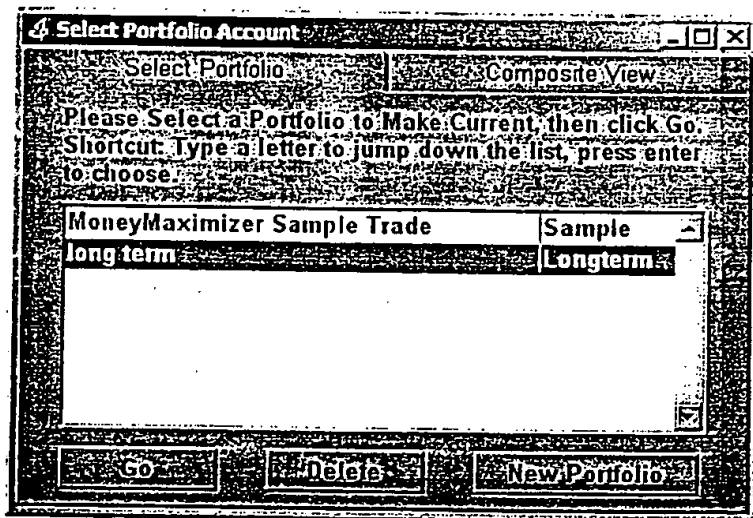 Select Portfolio Account
Select Portfolio Composite View
Please Select a Portfolio to Make Current, then click Go.
Shortcut: Type a letter to jump down the list, press enter
to choose.
MoneyMaximizer Sample Trade Sample
long term Longterm
Go Delete New Portfolio